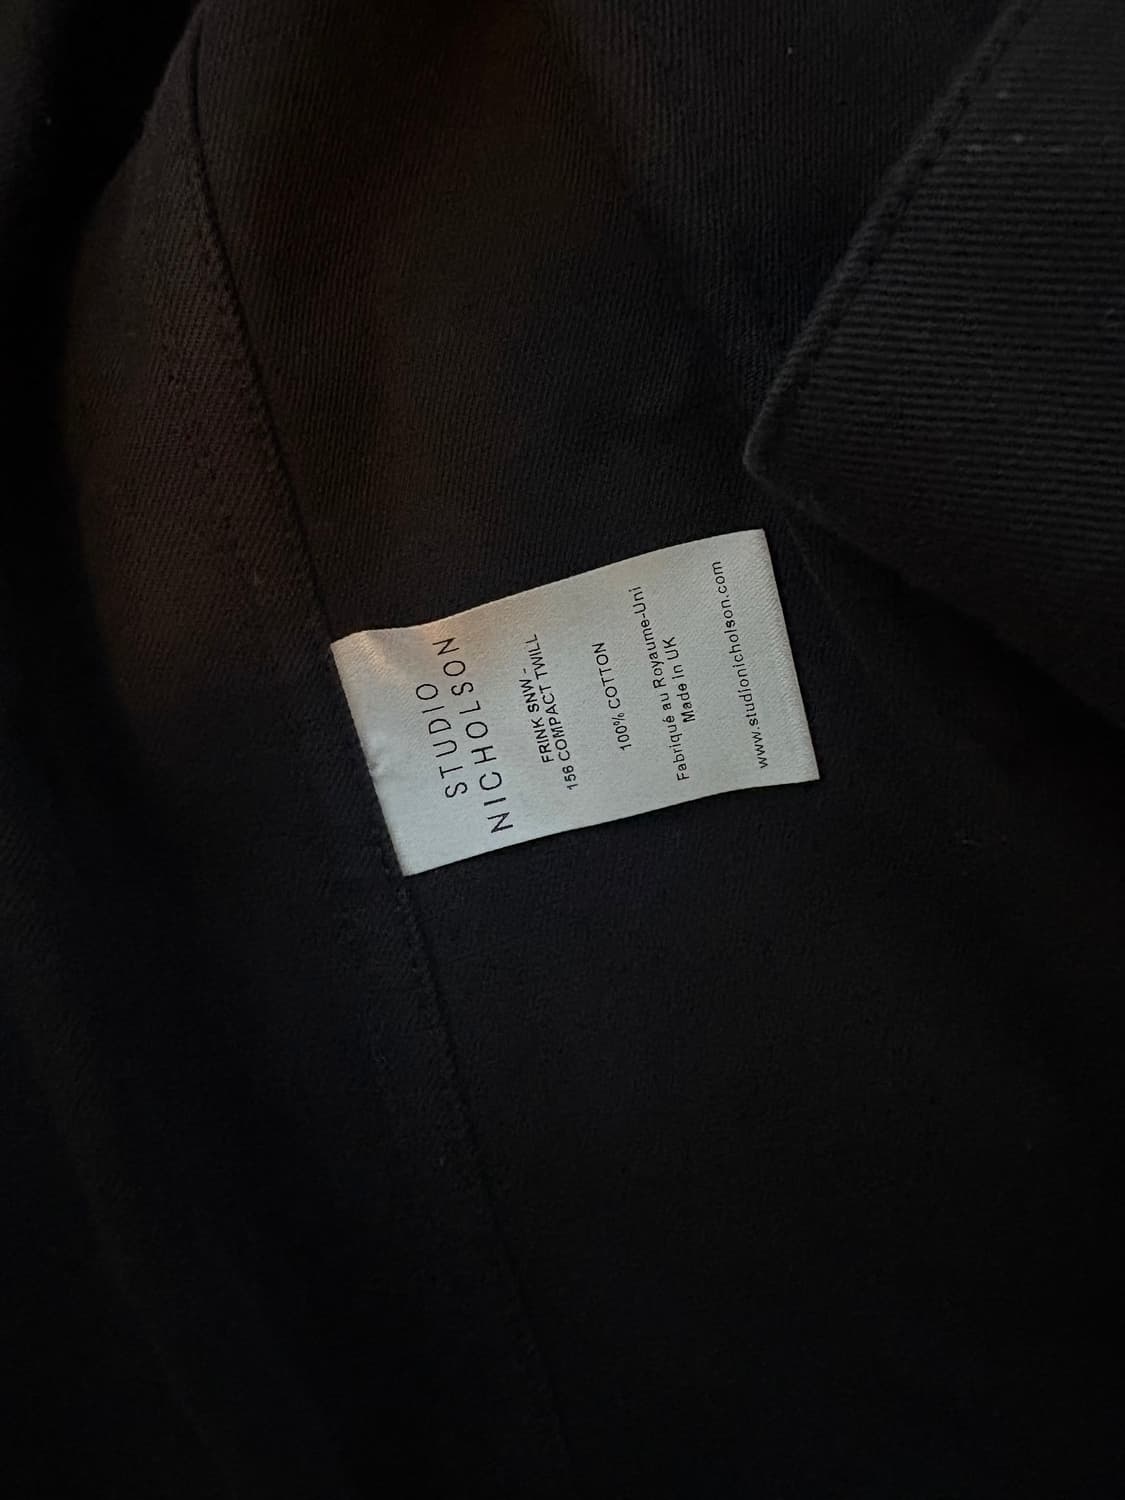 STUDIO
NICHOLSON
FRINK SNW -
156 COMPACT TWILL
100% COTTON
Fabriqué au Royaume-Uni
Made In UK
www.studionicholson.com